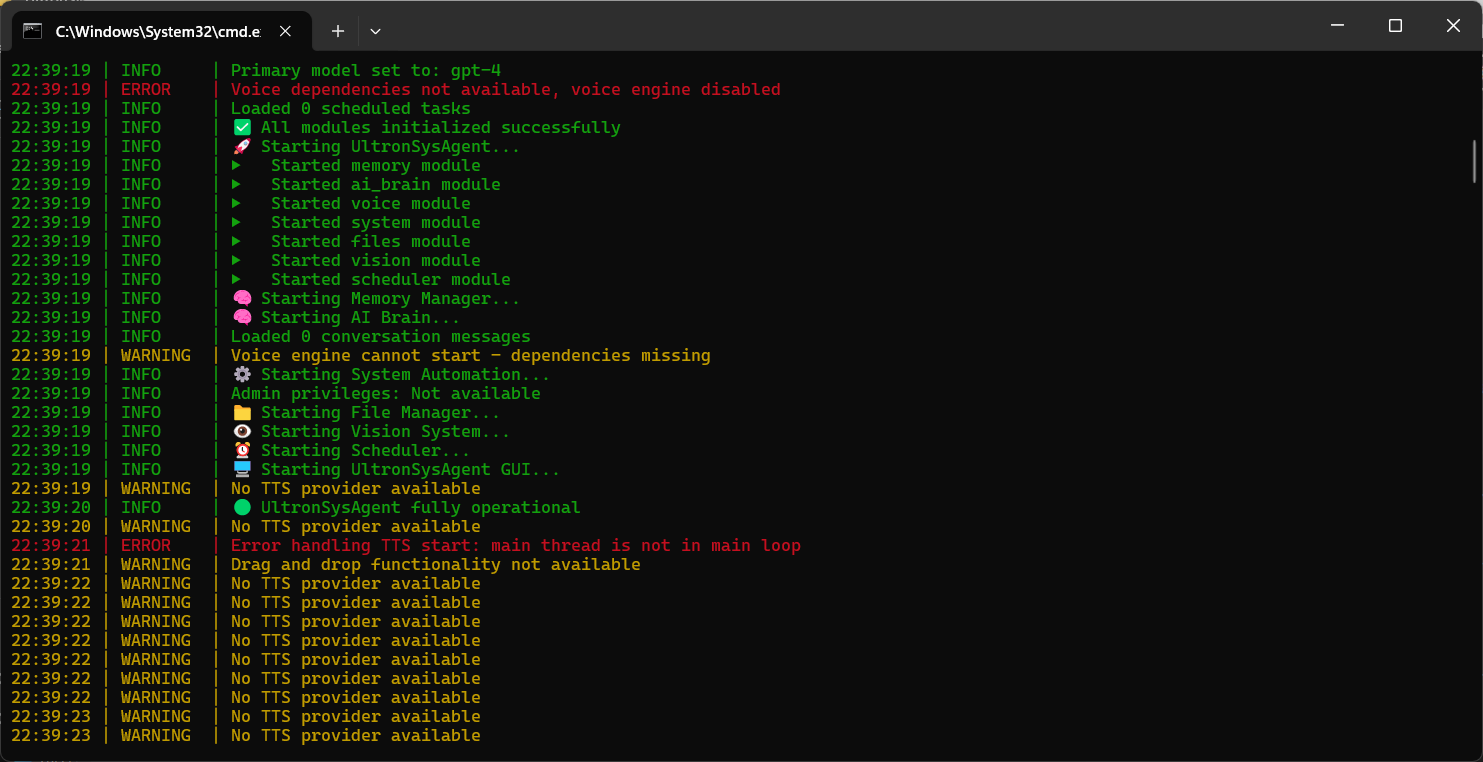 C:\Windows\System32\cmd.e
22:39:19 | INFO | Primary model set to: gpt-4
22:39:19 | ERROR | Voice dependencies not available, voice engine disabled
22:39:19 | INFO | Loaded 0 scheduled tasks
22:39:19 | INFO | ✅ All modules initialized successfully
22:39:19 | INFO | 🚀 Starting UltronSysAgent...
22:39:19 | INFO | ▶ Started memory module
22:39:19 | INFO | ▶ Started ai_brain module
22:39:19 | INFO | ▶ Started voice module
22:39:19 | INFO | ▶ Started system module
22:39:19 | INFO | ▶ Started files module
22:39:19 | INFO | ▶ Started vision module
22:39:19 | INFO | ▶ Started scheduler module
22:39:19 | INFO | 🧠 Starting Memory Manager...
22:39:19 | INFO | 🧠 Starting AI Brain...
22:39:19 | INFO | Loaded 0 conversation messages
22:39:19 | WARNING | Voice engine cannot start - dependencies missing
22:39:19 | INFO | ⚙️ Starting System Automation...
22:39:19 | INFO | Admin privileges: Not available
22:39:19 | INFO | 📁 Starting File Manager...
22:39:19 | INFO | 👁️ Starting Vision System...
22:39:19 | INFO | ⏰ Starting Scheduler...
22:39:19 | INFO | 🖥️ Starting UltronSysAgent GUI...
22:39:19 | WARNING | No TTS provider available
22:39:20 | INFO | 🟢 UltronSysAgent fully operational
22:39:20 | WARNING | No TTS provider available
22:39:21 | ERROR | Error handling TTS start: main thread is not in main loop
22:39:21 | WARNING | Drag and drop functionality not available
22:39:22 | WARNING | No TTS provider available
22:39:22 | WARNING | No TTS provider available
22:39:22 | WARNING | No TTS provider available
22:39:22 | WARNING | No TTS provider available
22:39:22 | WARNING | No TTS provider available
22:39:22 | WARNING | No TTS provider available
22:39:22 | WARNING | No TTS provider available
22:39:23 | WARNING | No TTS provider available
22:39:23 | WARNING | No TTS provider available